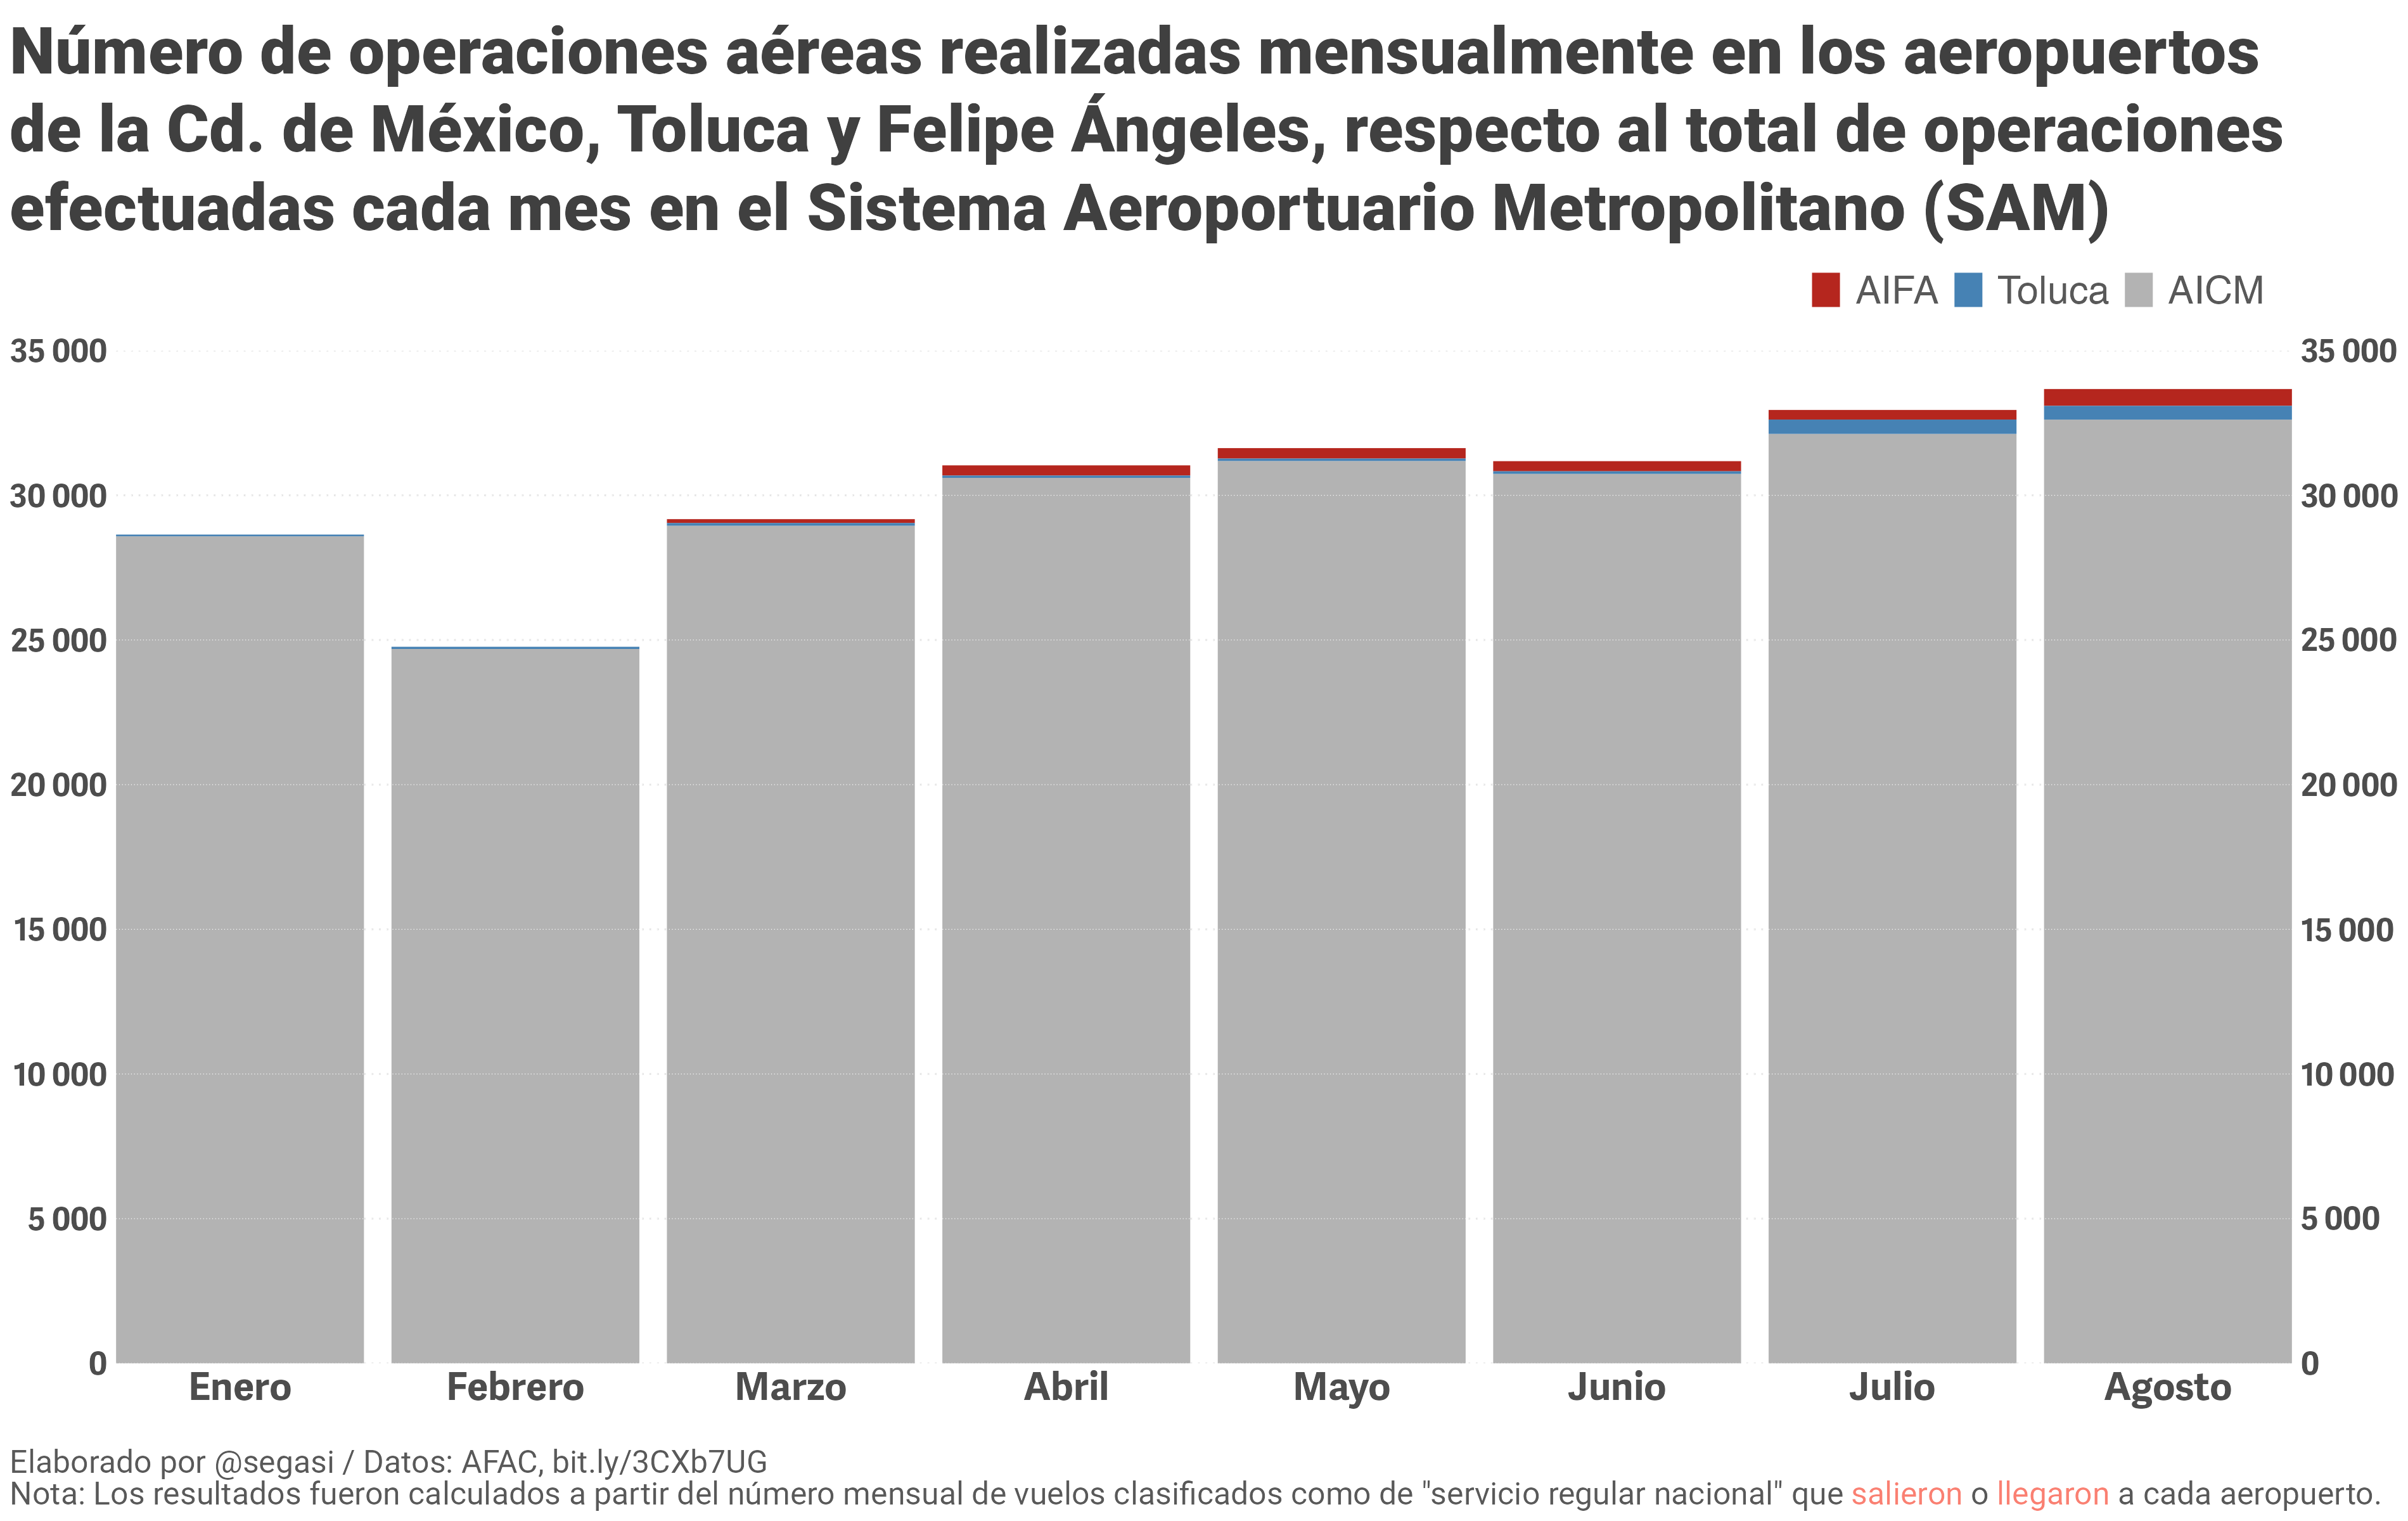 Número de operaciones aéreas realizadas mensualmente en los aeropuertos
de la Cd. de México, Toluca y Felipe Ángeles, respecto al total de operaciones
efectuadas cada mes en el Sistema Aeroportuario Metropolitano (SAM)
AIFA Toluca AICM
35 000 35 000
30 000 30 000
25 000 25 000
20 000 20 000
15 000 15 000
10 000 10 000
5 000 5 000
0 0
Enero Febrero Marzo Abril Mayo Junio Julio Agosto
Elaborado por @segasi / Datos: AFAC, bit.ly/3CXb7UG
Nota: Los resultados fueron calculados a partir del número mensual de vuelos clasificados como de "servicio regular nacional" que salieron o llegaron a cada aeropuerto.